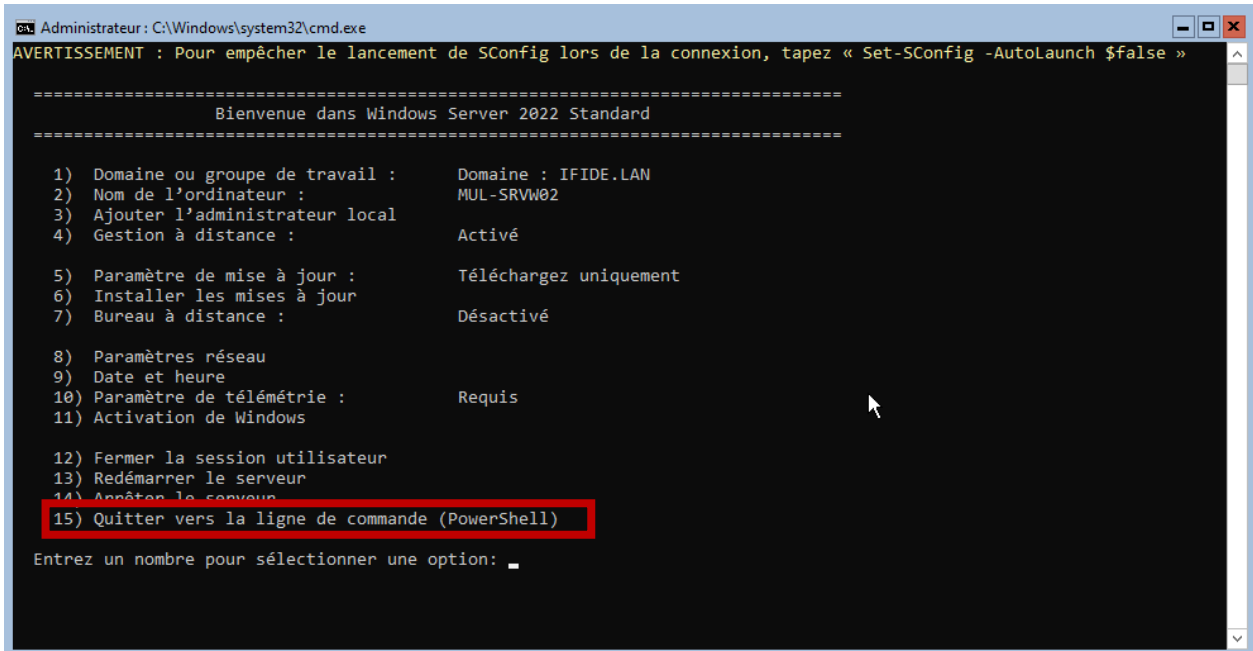 Administrateur : C:\Windows\system32\cmd.exe
AVERTISSEMENT : Pour empêcher le lancement de SConfig lors de la connexion, tapez « Set-SConfig -AutoLaunch $false »
================================================================================
Bienvenue dans Windows Server 2022 Standard
================================================================================
1) Domaine ou groupe de travail : Domaine : IFIDE.LAN
2) Nom de l’ordinateur : MUL-SRVW02
3) Ajouter l’administrateur local
4) Gestion à distance : Activé
5) Paramètre de mise à jour : Téléchargez uniquement
6) Installer les mises à jour
7) Bureau à distance : Désactivé
8) Paramètres réseau
9) Date et heure
10) Paramètre de télémétrie : Requis
11) Activation de Windows
12) Fermer la session utilisateur
13) Redémarrer le serveur
14) Arrêter le serveur
15) Quitter vers la ligne de commande (PowerShell)
Entrez un nombre pour sélectionner une option: